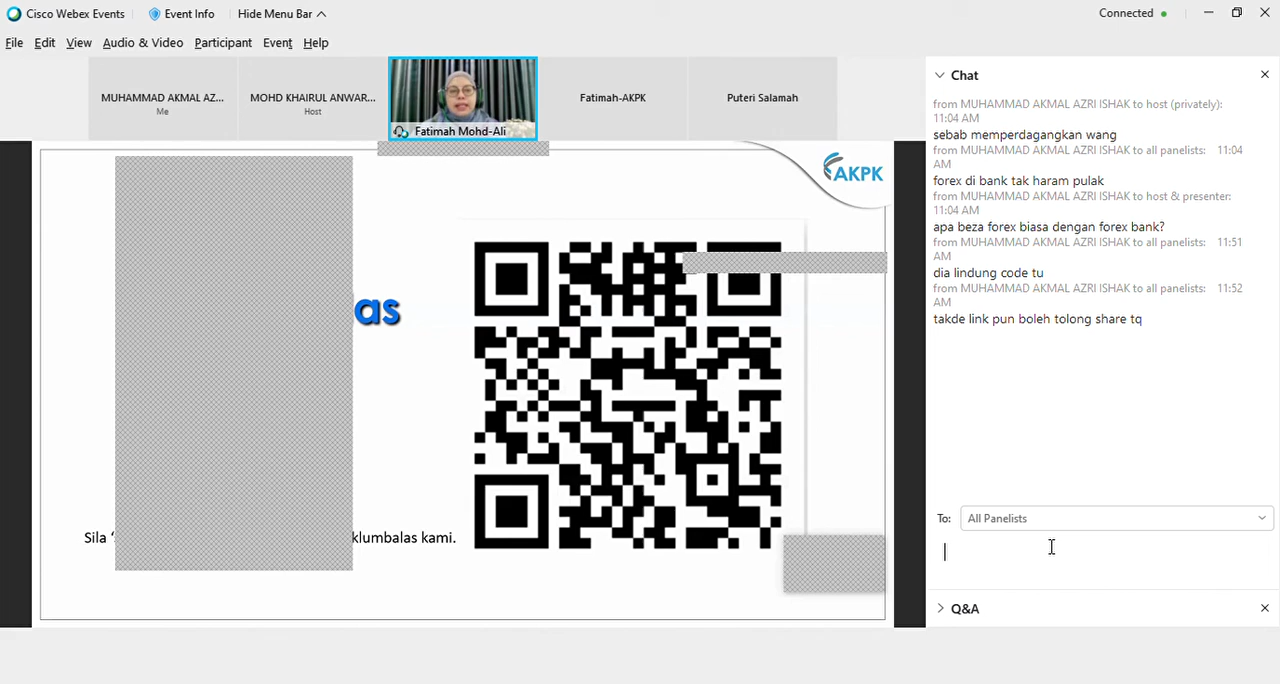 Cisco Webex Events
Event Info
Hide Menu Bar
Connected
File Edit View Audio & Video Participant Event Help
MUHAMMAD AKMAL AZ...
Me
MOHD KHAIRUL ANWAR...
Host
Fatimah Mohd-Ali
Fatimah-AKPK
Puteri Salamah
AKPK
as
Sila ‘
klumbalas kami.
Chat
from MUHAMMAD AKMAL AZRI ISHAK to host (privately):
11:04 AM
sebab memperdagangkan wang
from MUHAMMAD AKMAL AZRI ISHAK to all panelists: 11:04
AM
forex di bank tak haram pulak
from MUHAMMAD AKMAL AZRI ISHAK to host & presenter:
11:04 AM
apa beza forex biasa dengan forex bank?
from MUHAMMAD AKMAL AZRI ISHAK to all panelists: 11:51
AM
dia lindung code tu
from MUHAMMAD AKMAL AZRI ISHAK to all panelists: 11:52
AM
takde link pun boleh tolong share tq
To: All Panelists
Q&A